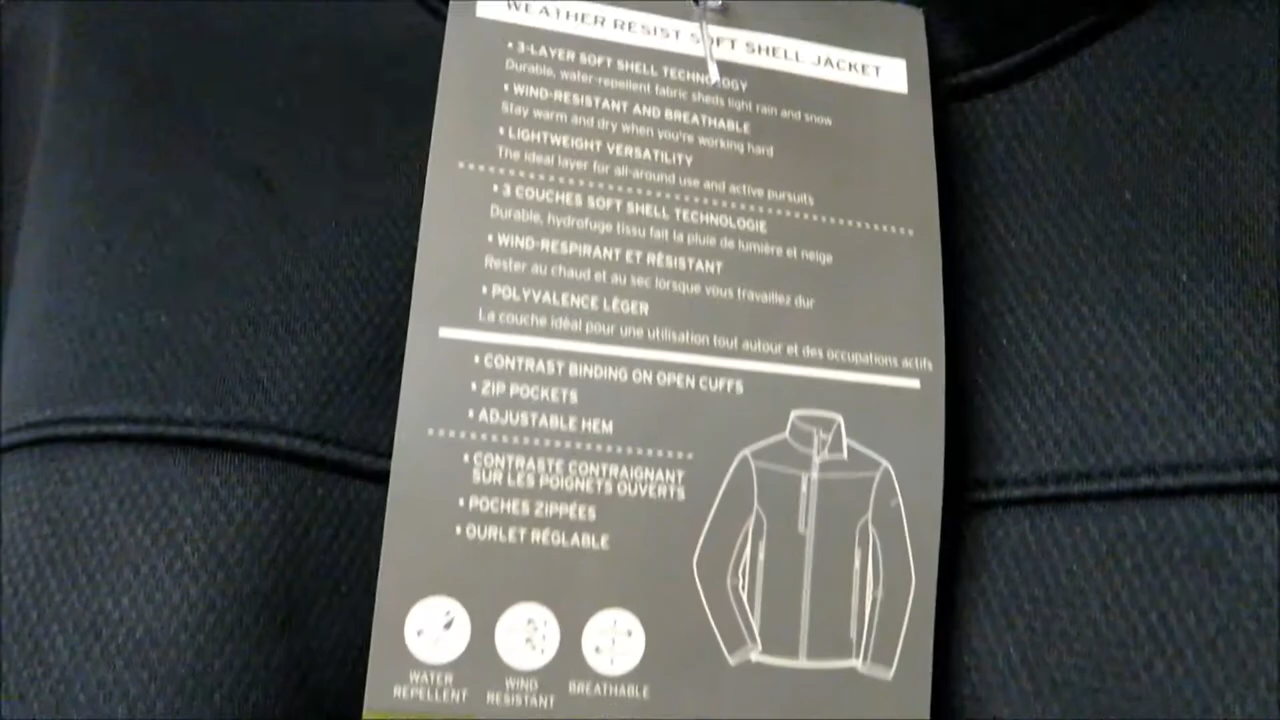 WEATHER RESIST SOFT SHELL JACKET
• 3-LAYER SOFT SHELL TECHNOLOGY
Durable, water-repellent fabric sheds light rain and snow
• WIND-RESISTANT AND BREATHABLE
Stay warm and dry when you're working hard
• LIGHTWEIGHT VERSATILITY
The ideal layer for all-around use and active pursuits
• 3 COUCHES SOFT SHELL TECHNOLOGIE
Durable, hydrofuge tissu fait la pluie de lumière et neige
• WIND-RESPIRANT ET RÉSISTANT
Rester au chaud et au sec lorsque vous travaillez dur
• POLYVALENCE LÉGER
La couche idéal pour une utilisation tout autour et des occupations actifs
• CONTRAST BINDING ON OPEN CUFFS
• ZIP POCKETS
• ADJUSTABLE HEM
• CONTRASTE CONTRAIGNANT
SUR LES POIGNETS OUVERTS
• POCHES ZIPPÉES
• OURLET RÉGLABLE
WATER
REPELLENT
WIND
RESISTANT
BREATHABLE